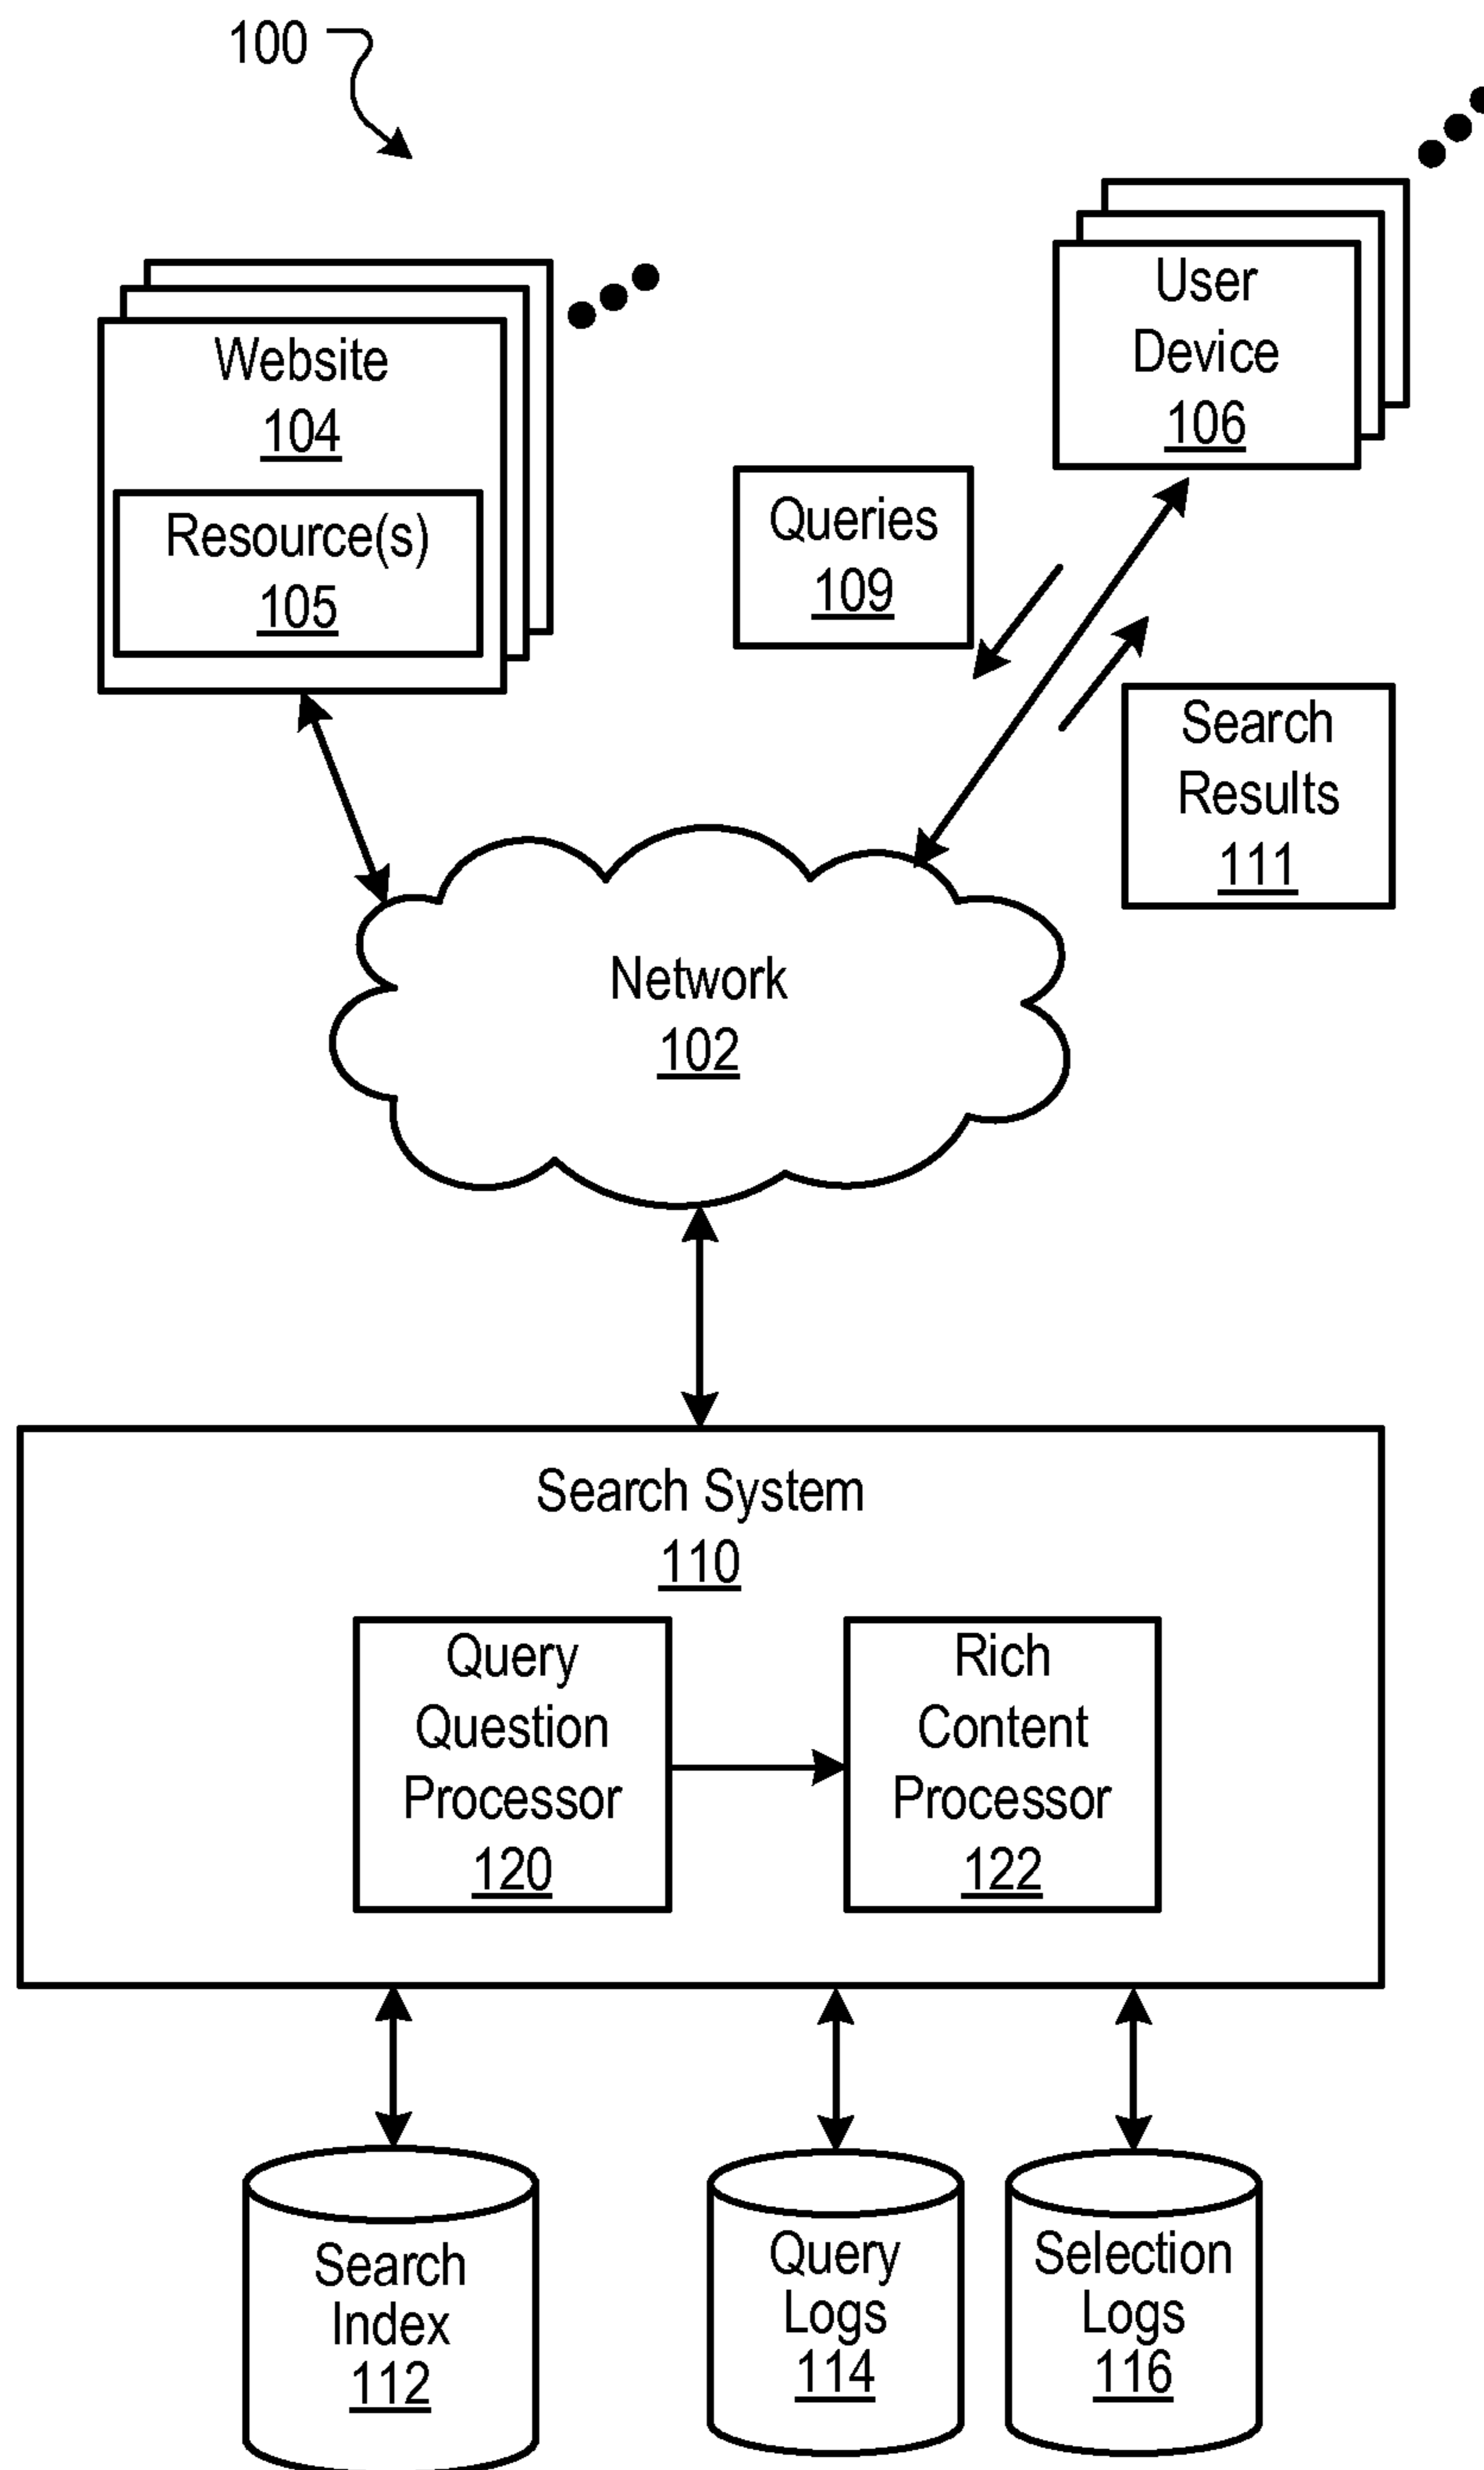 100
User
Device
106
Website
104
Resource(s)
105
Queries
109
Search
Results
111
Network
102
Search System
110
Query
Question
Processor
120
Rich
Content
Processor
122
Search
Index
112
Query
Logs
114
Selection
Logs
116